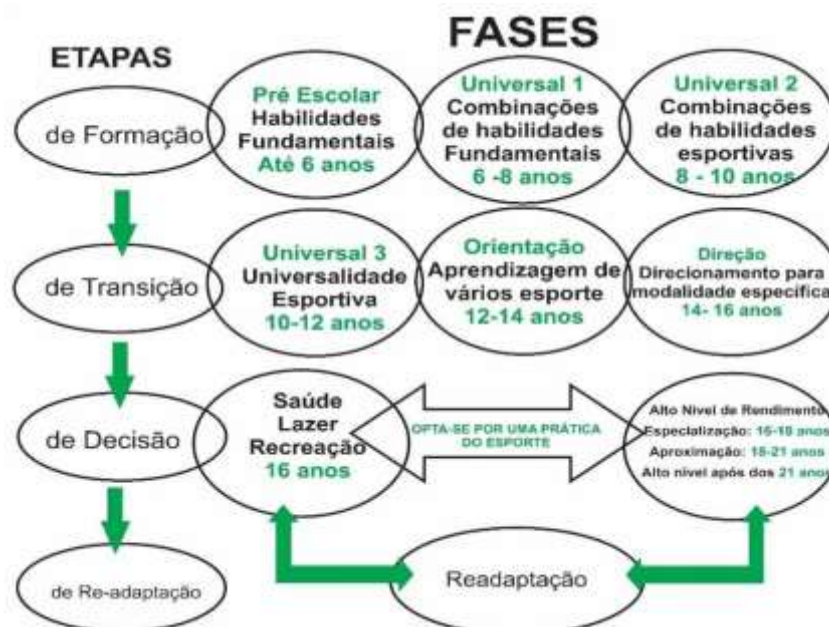 FASES
ETAPAS
de Formação
Pré Escolar
Habilidades
Fundamentais
Até 6 anos
Universal 1
Combinações
de habilidades
Fundamentais
6 -8 anos
Universal 2
Combinações
de habilidades
esportivas
8 - 10 anos
de Transição
Universal 3
Universalidade
Esportiva
10-12 anos
Orientação
Aprendizagem de
vários esporte
12-14 anos
Direção
Direcionamento para
modalidade específica
14- 16 anos
de Decisão
Saúde
Lazer
Recreação
16 anos
OPTA-SE POR UMA PRÁTICA
DO ESPORTE
Alto Nivel de Rendimento
Especialização: 16-18 anos
Aproximação: 18-21 anos
Alto nível após dos 21 anos
de Re-adaptação
Readaptação